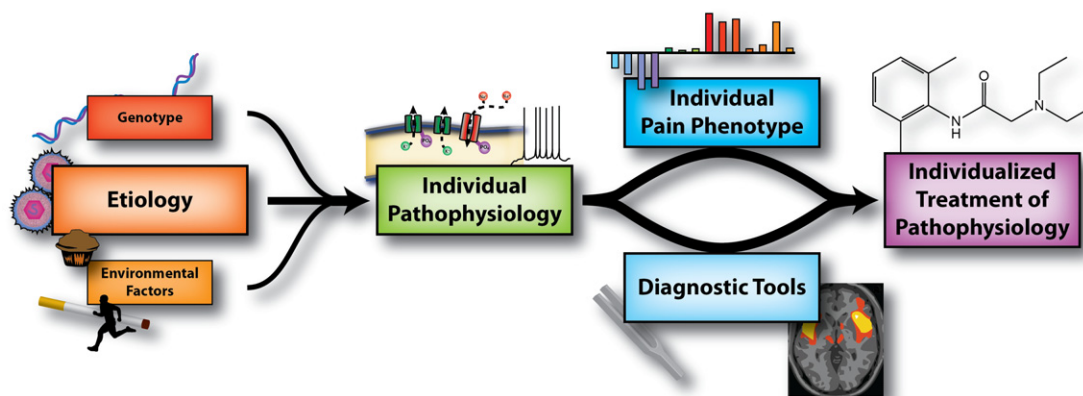 Genotype
Etiology
Environmental
Factors
Individual
Pathophysiology
Individual
Pain Phenotype
Diagnostic Tools
O
N
N
H
Individualized
Treatment of
Pathophysiology